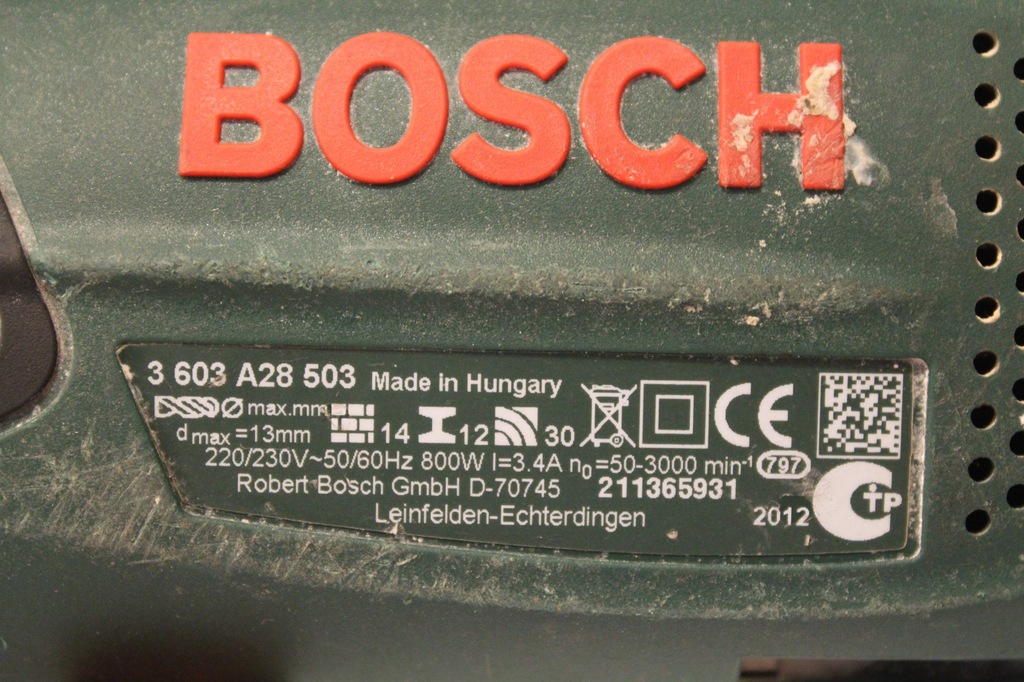 BOSCH
3 603 A28 503 Made in Hungary
Ø max.mm 14 12 30 CE
d max =13mm
220/230V~50/60Hz 800W I=3.4A n0=50-3000 min-¹ 797
Robert Bosch GmbH D-70745 211365931
Leinfelden-Echterdingen 2012